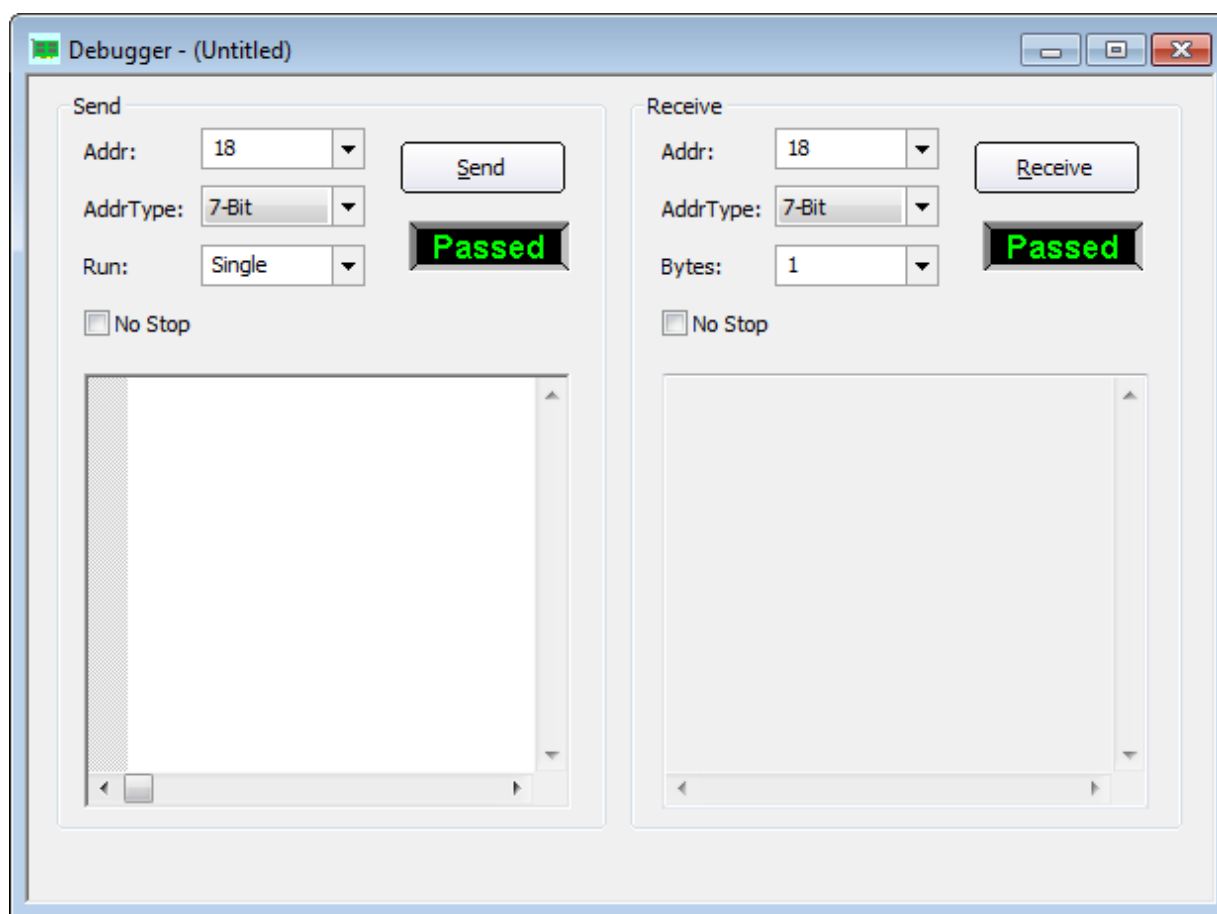 Debugger - (Untitled)
Send
Addr:
18
Send
AddrType:
7-Bit
Passed
Run:
Single
No Stop
Receive
Addr:
18
Receive
AddrType:
7-Bit
Passed
Bytes:
1
No Stop